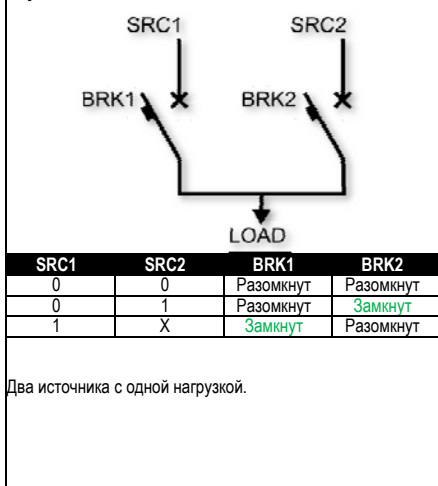 SRC1 SRC2
BRK1 BRK2
LOAD
SRC1 SRC2 BRK1 BRK2
0 0 Разомкнут Разомкнут
0 1 Разомкнут Замкнут
1 X Замкнут Разомкнут
Два источника с одной нагрузкой.